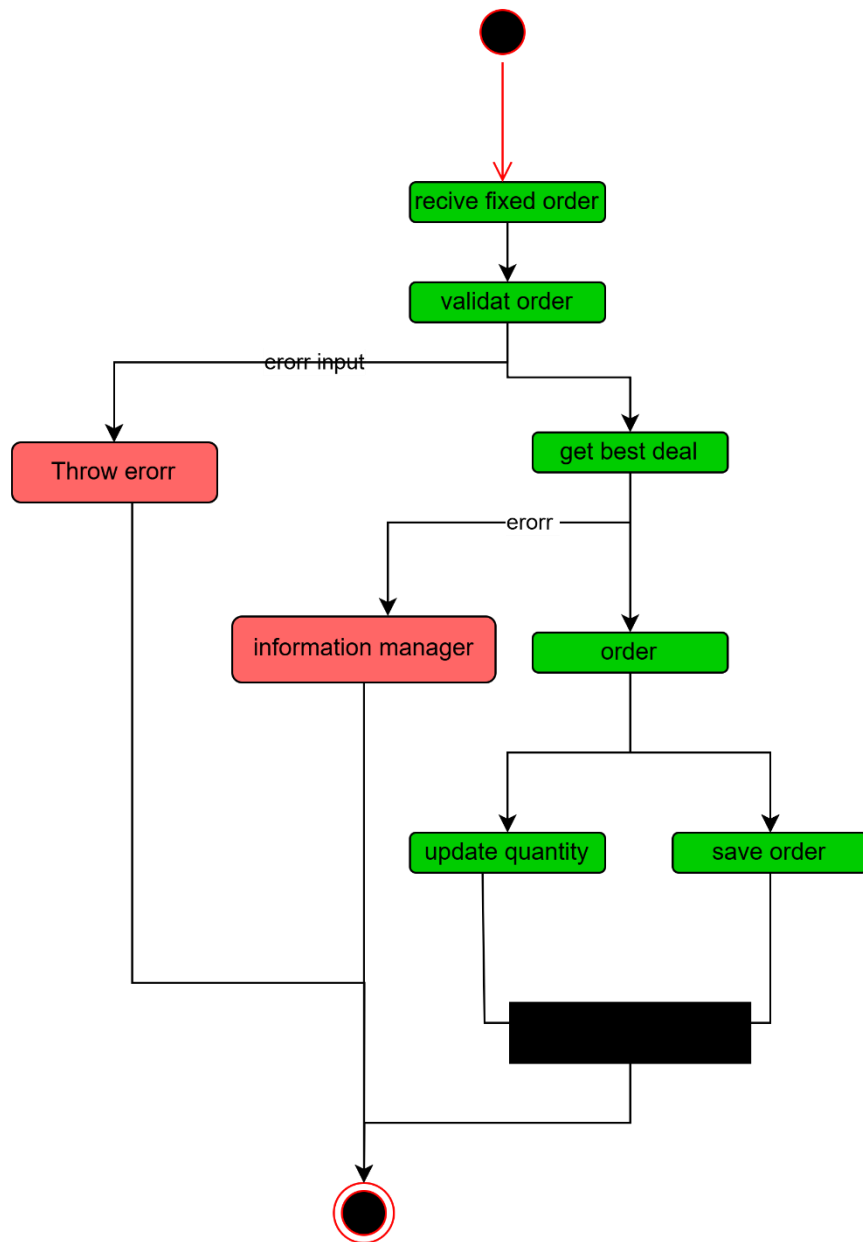 recive fixed order
validat order
erorr input
Throw erorr
get best deal
erorr
information manager
order
update quantity
save order